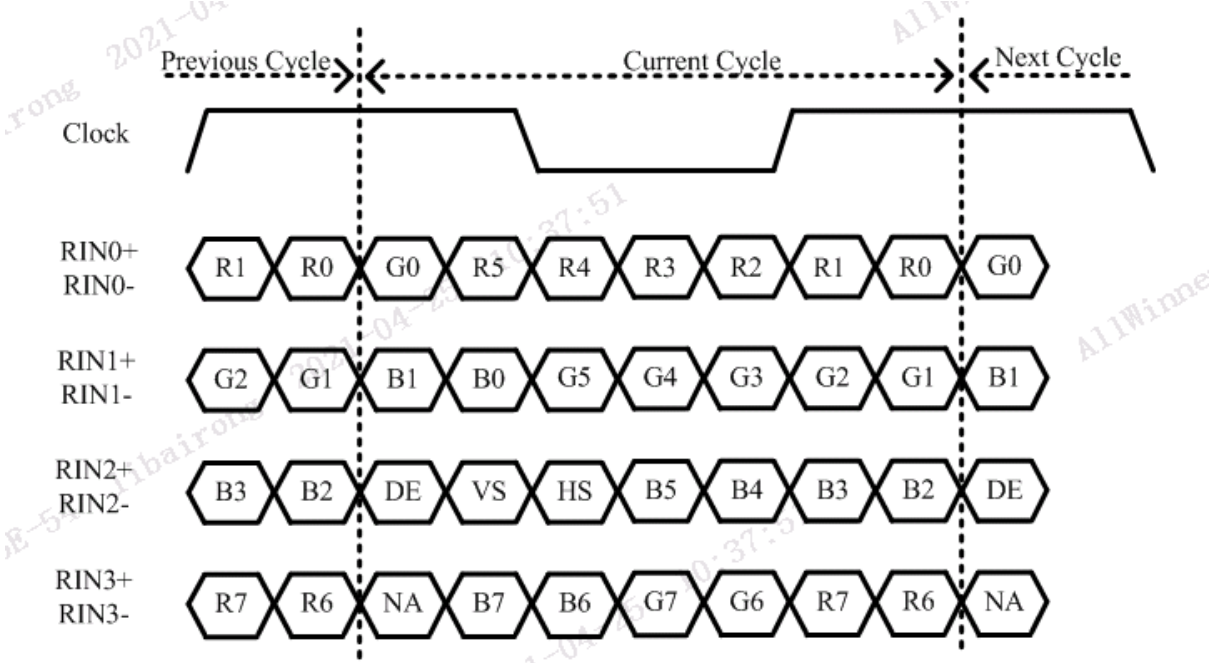 Previous Cycle Current Cycle Next Cycle
Clock
RIN0+
RIN0-
R1 R0 G0 R5 R4 R3 R2 R1 R0 G0
RIN1+
RIN1-
G2 G1 B1 B0 G5 G4 G3 G2 G1 B1
RIN2+
RIN2-
B3 B2 DE VS HS B5 B4 B3 B2 DE
RIN3+
RIN3-
R7 R6 NA B7 B6 G7 G6 R7 R6 NA